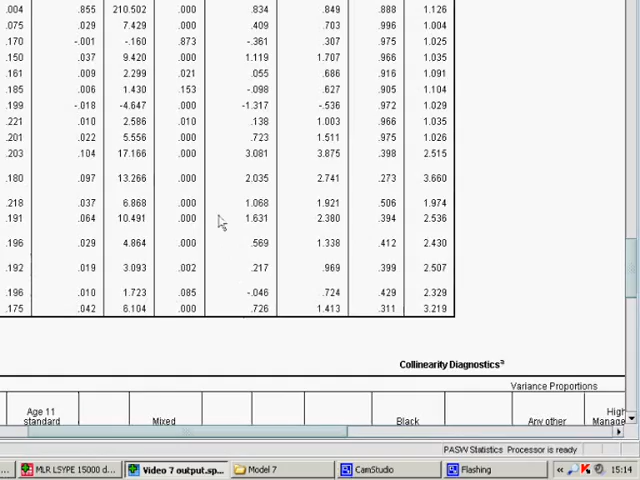 .004 .855 210.502 .000 .834 .849 .888 1.126
.075 .029 7.429 .000 .409 .703 .996 1.004
.170 -.001 -.160 .873 -.361 .307 .975 1.025
.150 .037 9.420 .000 1.119 1.707 .966 1.035
.161 .009 2.299 .021 .055 .686 .916 1.091
.185 .006 1.430 .153 -.098 .627 .905 1.104
.199 -.018 -4.647 .000 -1.317 -.536 .972 1.029
.221 .010 2.586 .010 .138 1.003 .966 1.035
.201 .022 5.556 .000 .723 1.511 .975 1.026
.203 .104 17.166 .000 3.081 3.875 .398 2.515
.180 .097 13.266 .000 2.035 2.741 .273 3.660
.218 .037 6.868 .000 1.068 1.921 .506 1.974
.191 .064 10.491 .000 1.631 2.380 .394 2.536
.196 .029 4.864 .000 .569 1.338 .412 2.430
.192 .019 3.093 .002 .217 .969 .399 2.507
.196 .010 1.723 .085 -.046 .724 .429 2.329
.175 .042 6.104 .000 .726 1.413 .311 3.219
Collinearity Diagnostics
Variance Proportions
Age 11 High
standard Mixed Black Any other Manage
PASW Statistics Processor is ready
... MLR LSYPE 15000 d... Video 7 output.sp... Model 7 CamStudio Flashing « 15:14